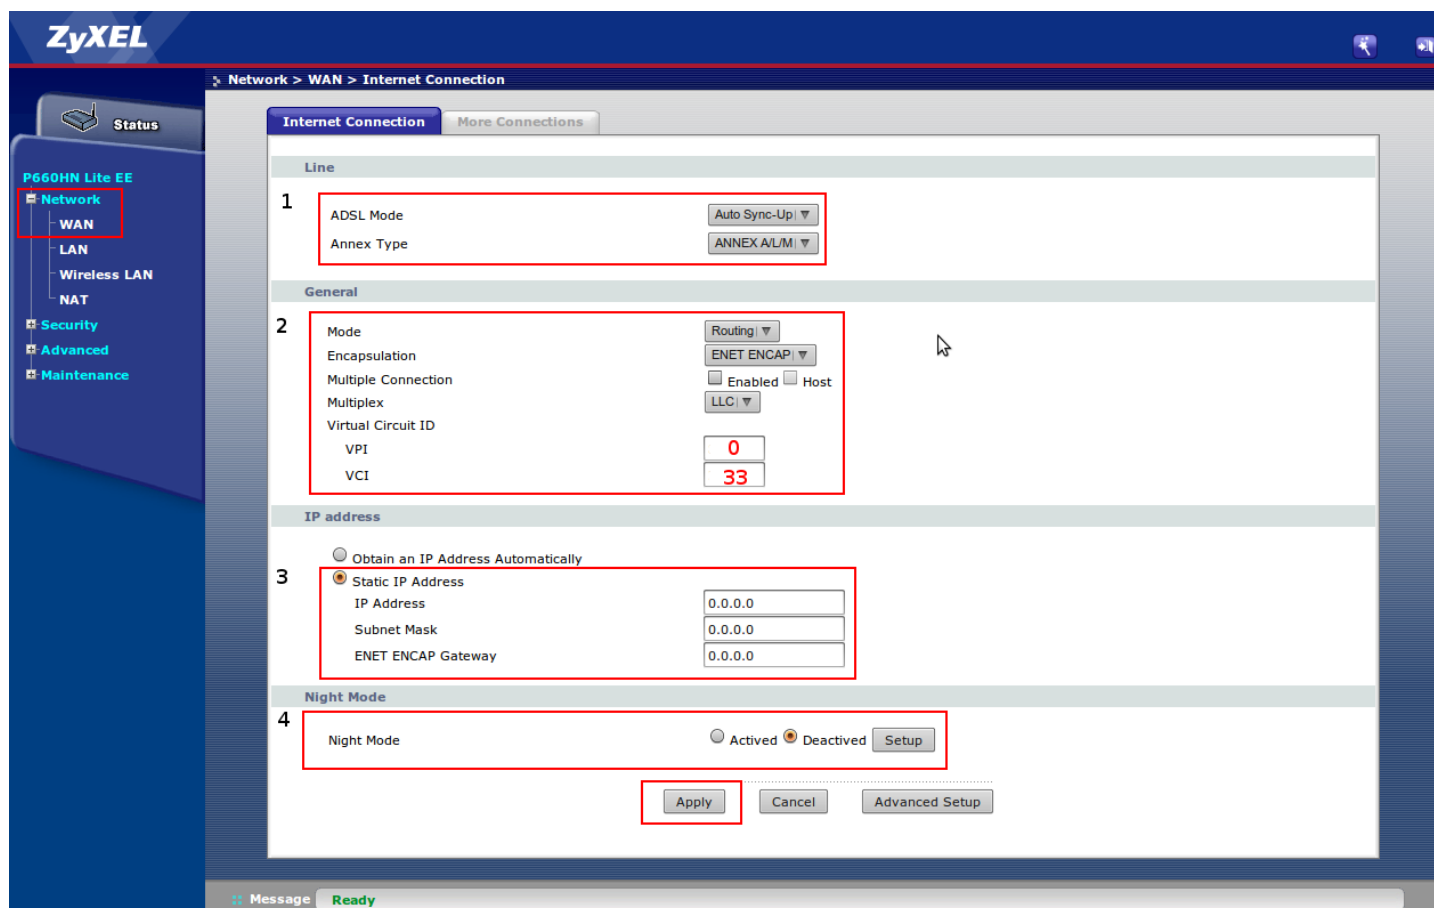 ZyXEL
Network > WAN > Internet Connection
Status
P660HN Lite EE
Network
WAN
LAN
Wireless LAN
NAT
Security
Advanced
Maintenance
Internet Connection More Connections
Line
1
ADSL Mode Auto Sync-Up
Annex Type ANNEX A/L/M
General
2
Mode Routing
Encapsulation ENET ENCAP
Multiple Connection Enabled Host
Multiplex LLC
Virtual Circuit ID
VPI 0
VCI 33
IP address
Obtain an IP Address Automatically
3
Static IP Address
IP Address 0.0.0.0
Subnet Mask 0.0.0.0
ENET ENCAP Gateway 0.0.0.0
Night Mode
4
Night Mode Actived Deactived Setup
Apply Cancel Advanced Setup
Message Ready